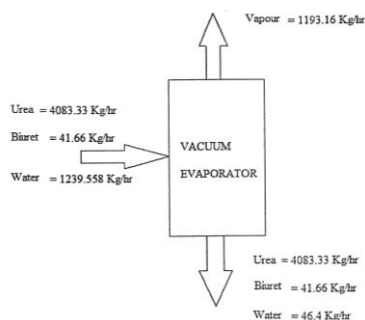 Vapour = 1193.16 Kg/hr
Urea = 4083.33 Kg/hr
Biuret = 41.66 Kg/hr
Water = 1239.558 Kg/hr
VACUUM
EVAPORATOR
Urea = 4083.33 Kg/hr
Biuret = 41.66 Kg/hr
Water = 46.4 Kg/hr